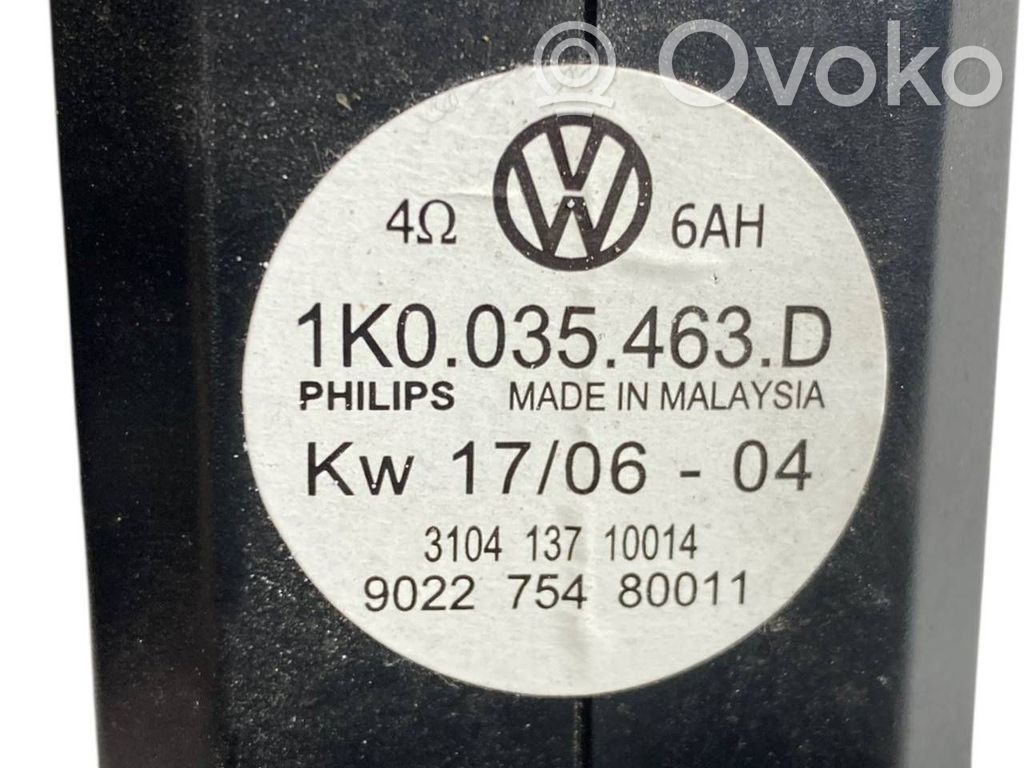 © Ovoko
4Ω 6AH
1K0.035.463.D
PHILIPS MADE IN MALAYSIA
Kw 17/06 - 04
3104 137 10014
9022 754 80011